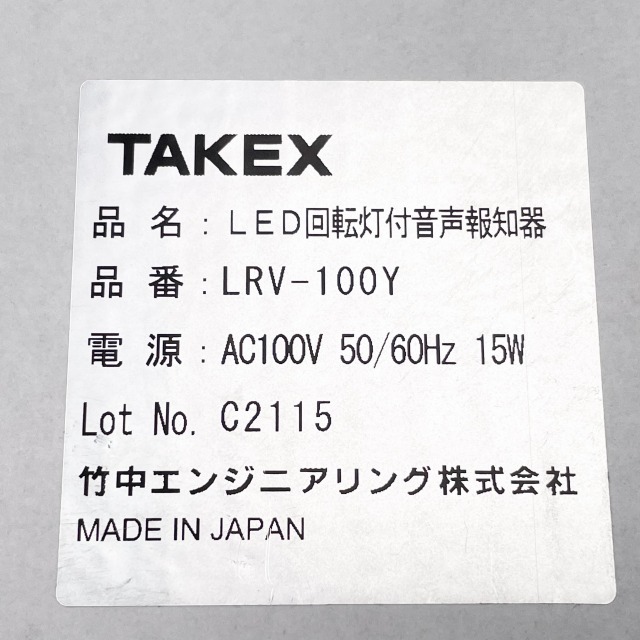 TAKEX
品 名：LED回転灯付音声報知器
品 番：LRV-100Y
電 源：AC100V 50/60Hz 15W
Lot No. C2115
竹中エンジニアリング株式会社
MADE IN JAPAN